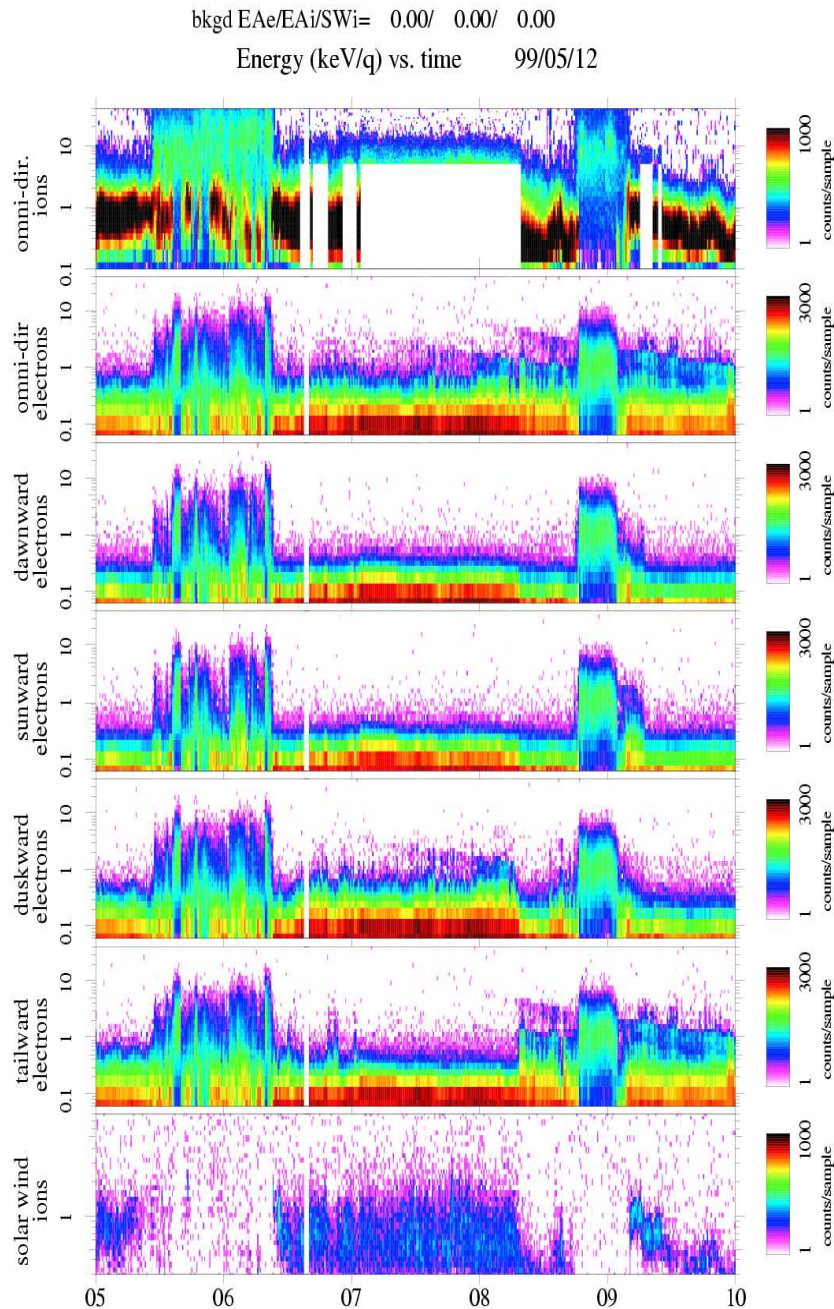 bkgd EAe/EAi/SWi= 0.00/ 0.00/ 0.00
Energy (keV/q) vs. time 99/05/12
omni-dir.
ions
10
1
0.1
1000
1
counts/sample
omni-dir
electrons
10
1
0.1
3000
1
counts/sample
dawnward
electrons
10
1
0.1
3000
1
counts/sample
sunward
electrons
10
1
0.1
3000
1
counts/sample
duskward
electrons
10
1
0.1
3000
1
counts/sample
tailward
electrons
10
1
0.1
3000
1
counts/sample
solar wind
ions
1
1000
1
counts/sample
05 06 07 08 09 10